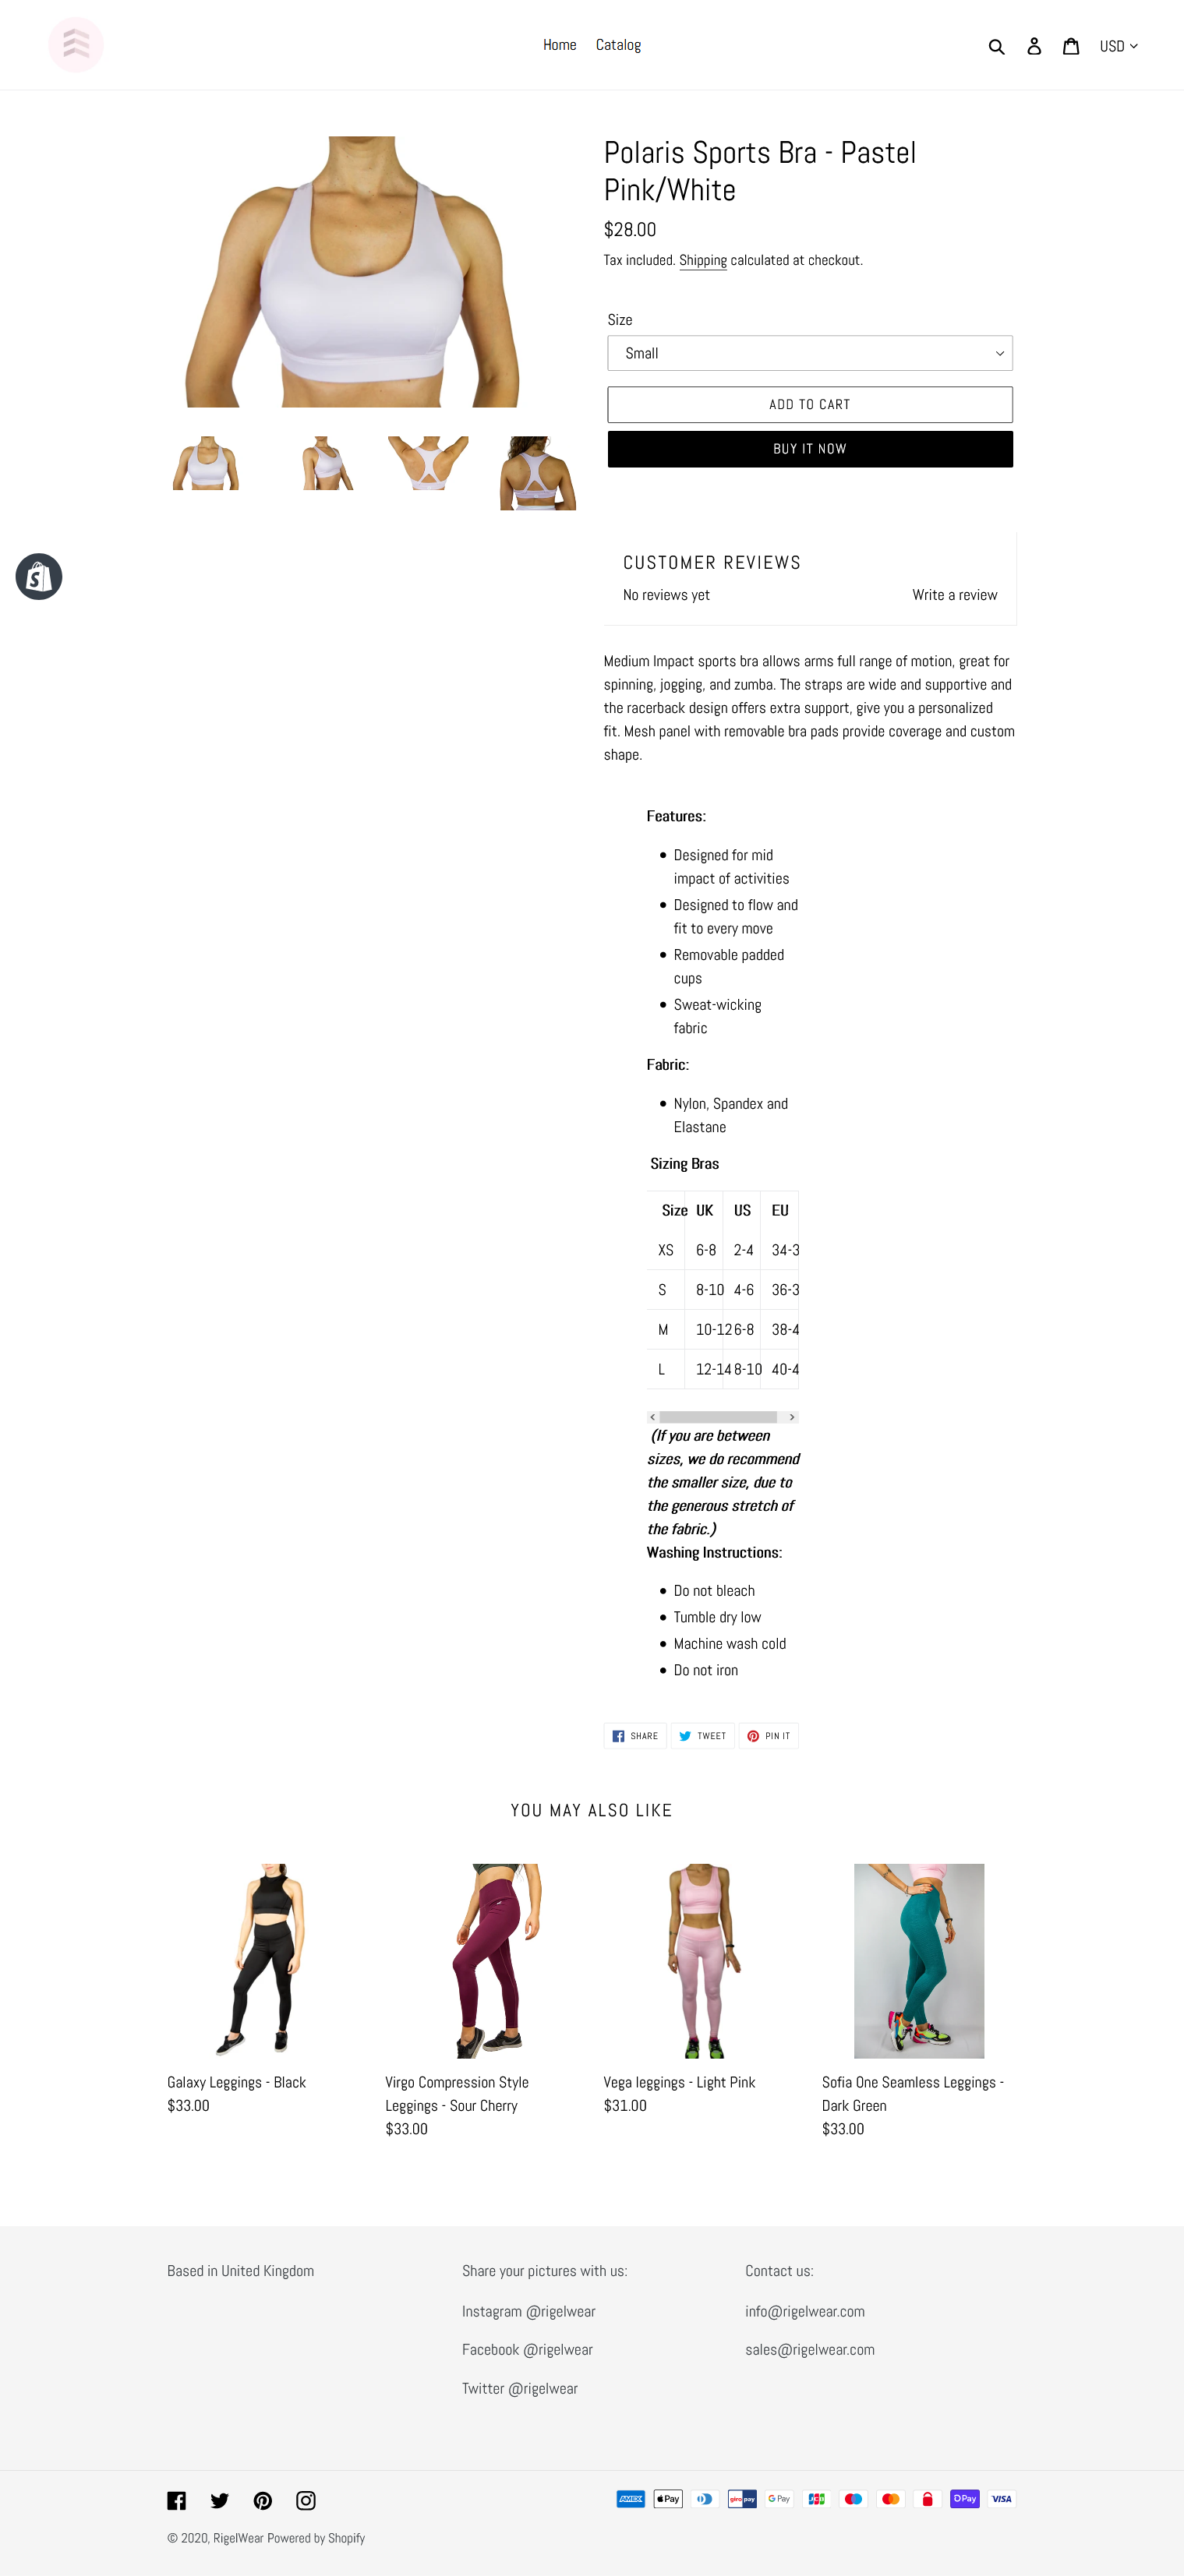 Home Catalog
USD
Polaris Sports Bra - Pastel
Pink/White
$28.00
Tax included. Shipping calculated at checkout.
Size
Small
ADD TO CART
BUY IT NOW
CUSTOMER REVIEWS
No reviews yet Write a review
Medium Impact sports bra allows arms full range of motion, great for
spinning, jogging, and zumba. The straps are wide and supportive and
the racerback design offers extra support, give you a personalized
fit. Mesh panel with removable bra pads provide coverage and custom
shape.
Features:
Designed for mid
impact of activities
Designed to flow and
fit to every move
Removable padded
cups
Sweat-wicking
fabric
Fabric:
Nylon, Spandex and
Elastane
Sizing Bras
Size UK US EU
XS 6-8 2-4 34-3
S 8-10 4-6 36-3
M 10-12 6-8 38-4
L 12-14 8-10 40-4
(If you are between
sizes, we do recommend
the smaller size, due to
the generous stretch of
the fabric.)
Washing Instructions:
Do not bleach
Tumble dry low
Machine wash cold
Do not iron
SHARE TWEET PIN IT
YOU MAY ALSO LIKE
Galaxy Leggings - Black
$33.00
Virgo Compression Style
Leggings - Sour Cherry
$33.00
Vega leggings - Light Pink
$31.00
Sofia One Seamless Leggings -
Dark Green
$33.00
Based in United Kingdom
Share your pictures with us:
Instagram @rigelwear
Facebook @rigelwear
Twitter @rigelwear
Contact us:
info@rigelwear.com
sales@rigelwear.com
AMEX Pay giro pay G Pay JCB Pay VISA
© 2020, RigelWear Powered by Shopify